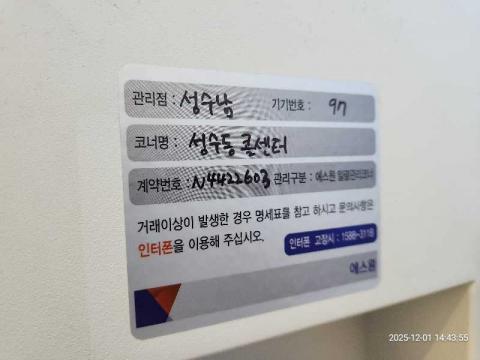 관리점 : 성수남 기기번호 : 97
코너명 : 성수동 콜센터
계약번호 : N4422603 관리구분 : 에스원 일괄관리코너
거래이상이 발생한 경우 명세표를 참고 하시고 문의사항은
인터폰을 이용해 주십시오.
인터폰 고장시 : 1588-3118
에스원
2025-12-01 14:43:55